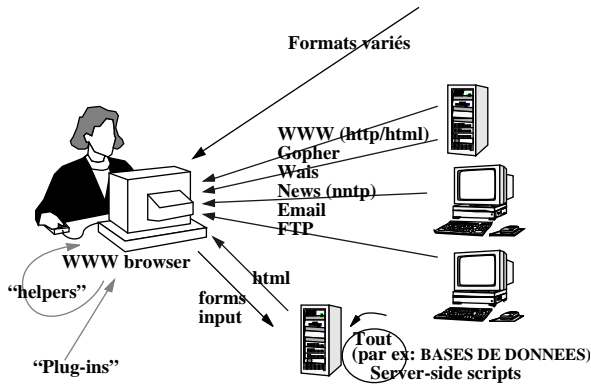 Formats variés
WWW (http/html)
Gopher
Wais
News (nntp)
Email
FTP
WWW browser
“helpers”
html
forms
input
“Plug-ins”
Tout
(par ex: BASES DE DONNEES)
Server-side scripts